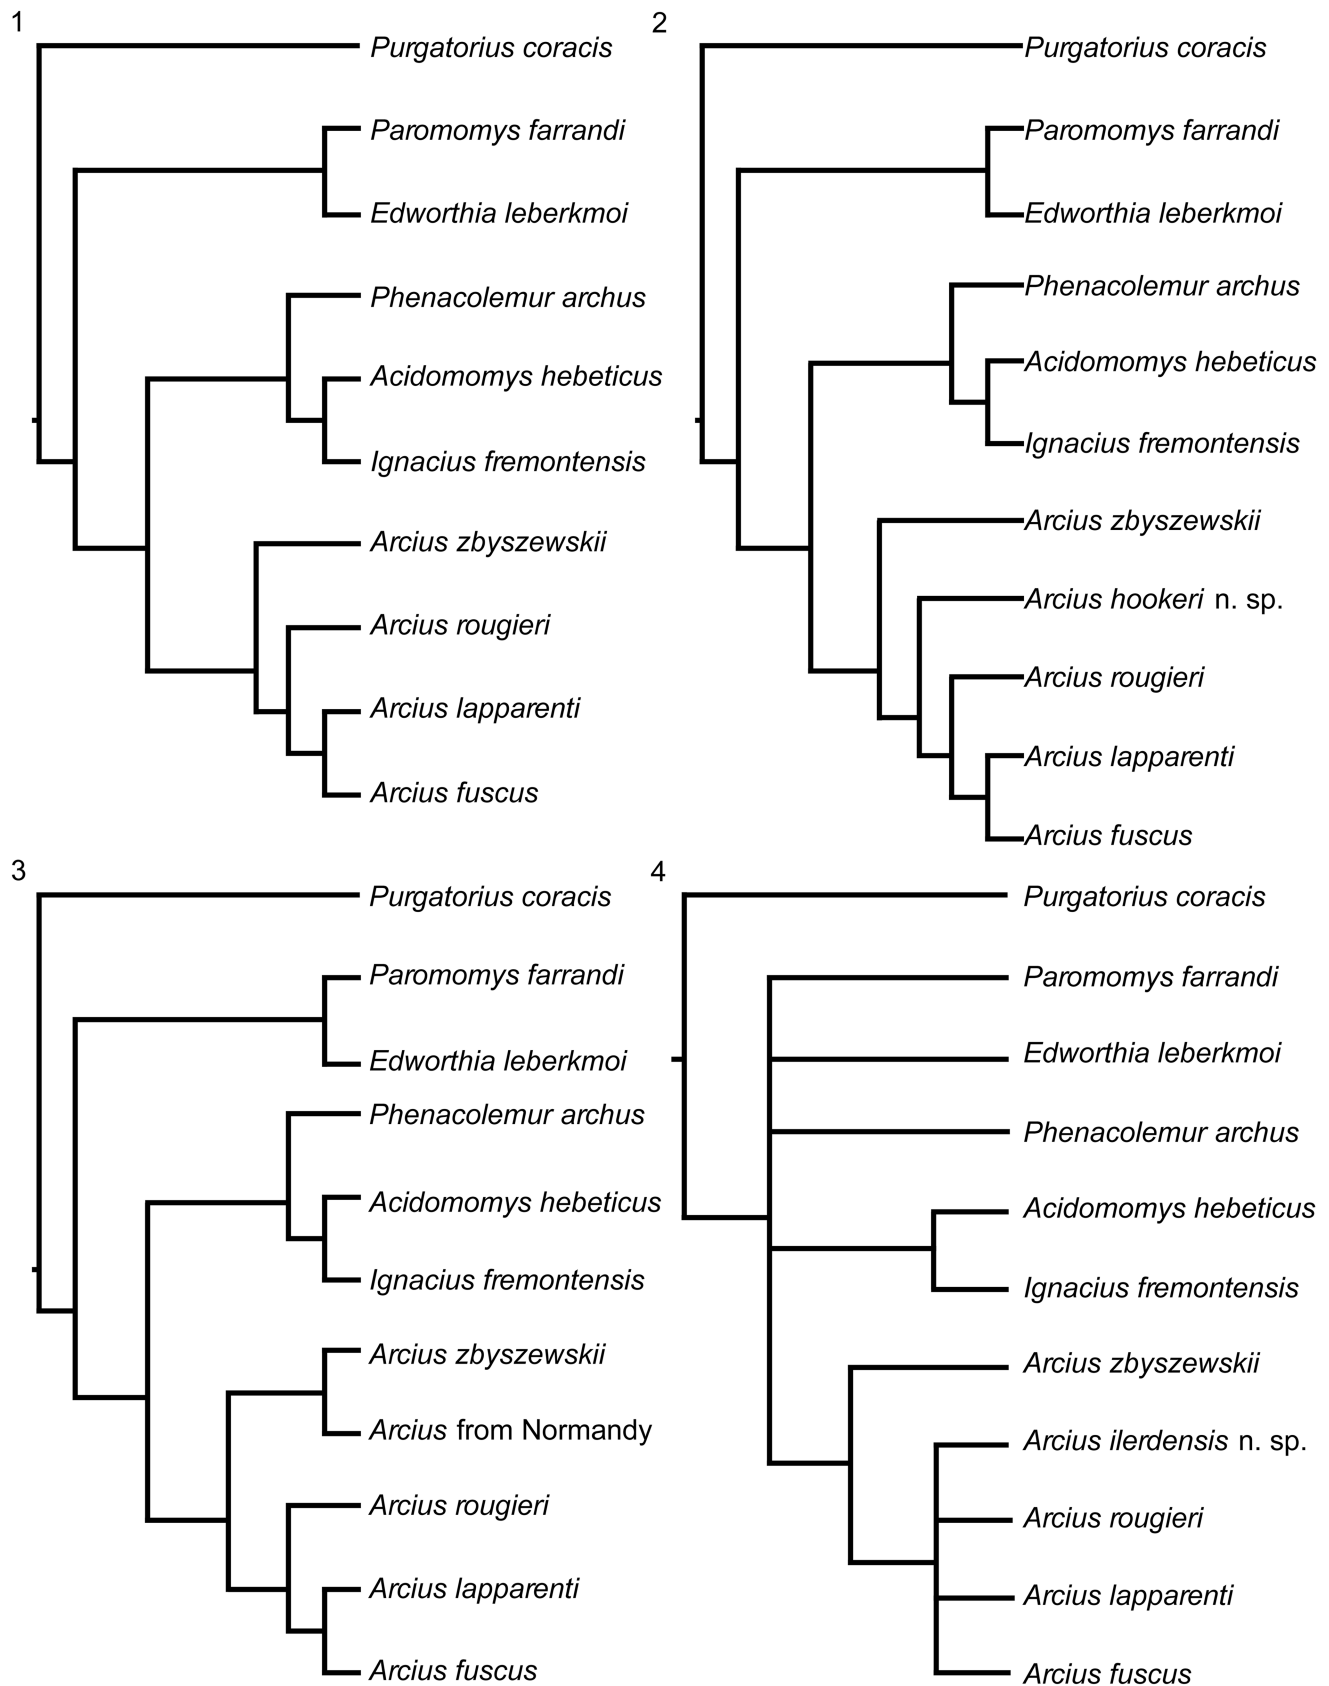 1
Purgatorius coracis
Paromomys farrandi
Edworthia leberkmoi
Phenacolemur archus
Acidomomys hebeticus
Ignacius fremontensis
Arcius zbyszewskii
Arcius rougieri
Arcius lapparenti
Arcius fuscus
2
Purgatorius coracis
Paromomys farrandi
Edworthia leberkmoi
Phenacolemur archus
Acidomomys hebeticus
Ignacius fremontensis
Arcius zbyszewskii
Arcius hookeri n. sp.
Arcius rougieri
Arcius lapparenti
Arcius fuscus
3
Purgatorius coracis
Paromomys farrandi
Edworthia leberkmoi
Phenacolemur archus
Acidomomys hebeticus
Ignacius fremontensis
Arcius zbyszewskii
Arcius from Normandy
Arcius rougieri
Arcius lapparenti
Arcius fuscus
4
Purgatorius coracis
Paromomys farrandi
Edworthia leberkmoi
Phenacolemur archus
Acidomomys hebeticus
Ignacius fremontensis
Arcius zbyszewskii
Arcius ilerdensis n. sp.
Arcius rougieri
Arcius lapparenti
Arcius fuscus